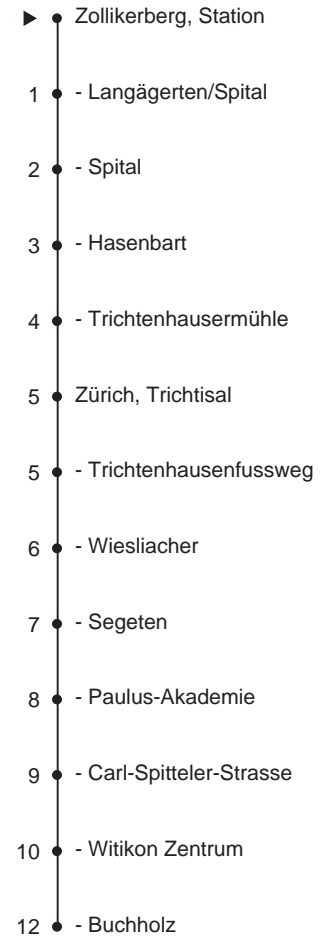 ▶ Zollikerberg, Station
1 - Langägerten/Spital
2 - Spital
3 - Hasenbart
4 - Trichtenhausermühle
5 Zürich, Trichtisal
5 - Trichtenhausenfussweg
6 - Wiesliacher
7 - Segeten
8 - Paulus-Akademie
9 - Carl-Spitteler-Strasse
10 - Witikon Zentrum
12 - Buchholz